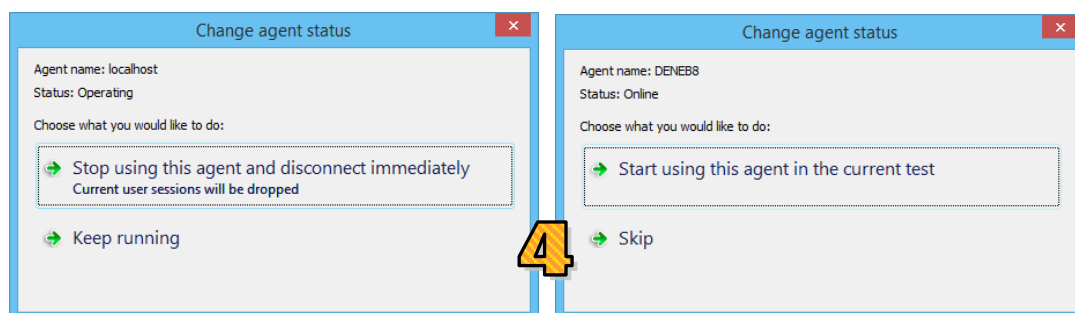 Change agent status
Agent name: localhost
Status: Operating
Choose what you would like to do:
Stop using this agent and disconnect immediately
Current user sessions will be dropped
Keep running
4
Change agent status
Agent name: DENEB8
Status: Online
Choose what you would like to do:
Start using this agent in the current test
Skip